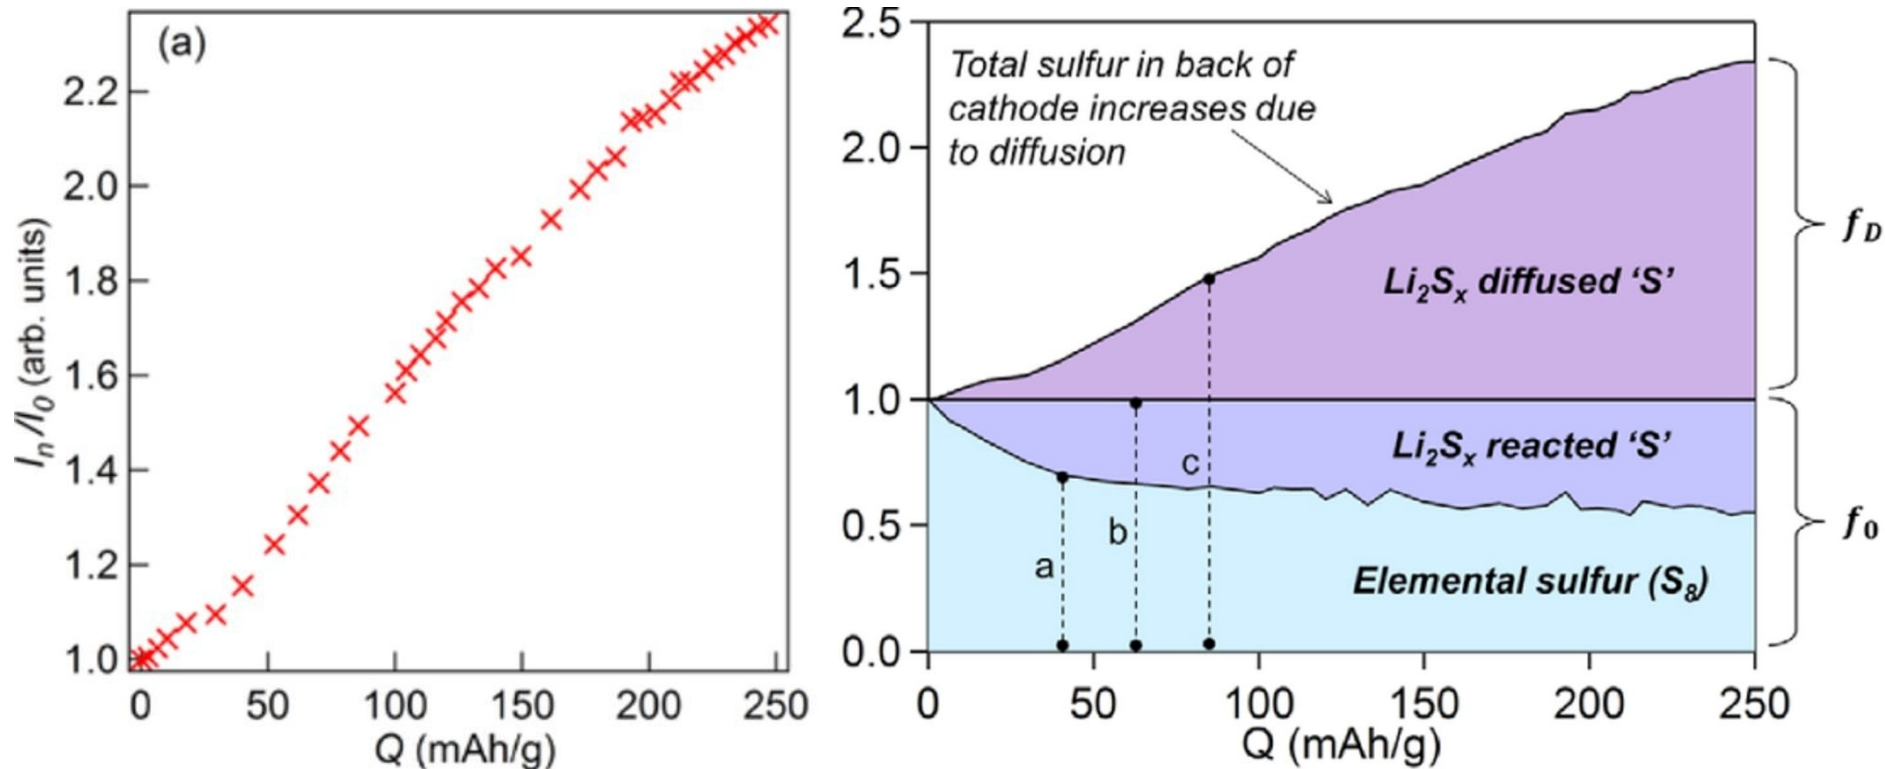 (a)
2.2
2.0
1.8
1.6
1.4
1.2
1.0
Iₙ/I₀ (arb. units)
0 50 100 150 200 250
Q (mAh/g)
2.5
2.0
1.5
1.0
0.5
0.0
Total sulfur in back of
cathode increases due
to diffusion
Li₂Sₓ diffused ‘S’
Li₂Sₓ reacted ‘S’
Elemental sulfur (S₈)
a
b
c
f_D
f₀
0 50 100 150 200 250
Q (mAh/g)